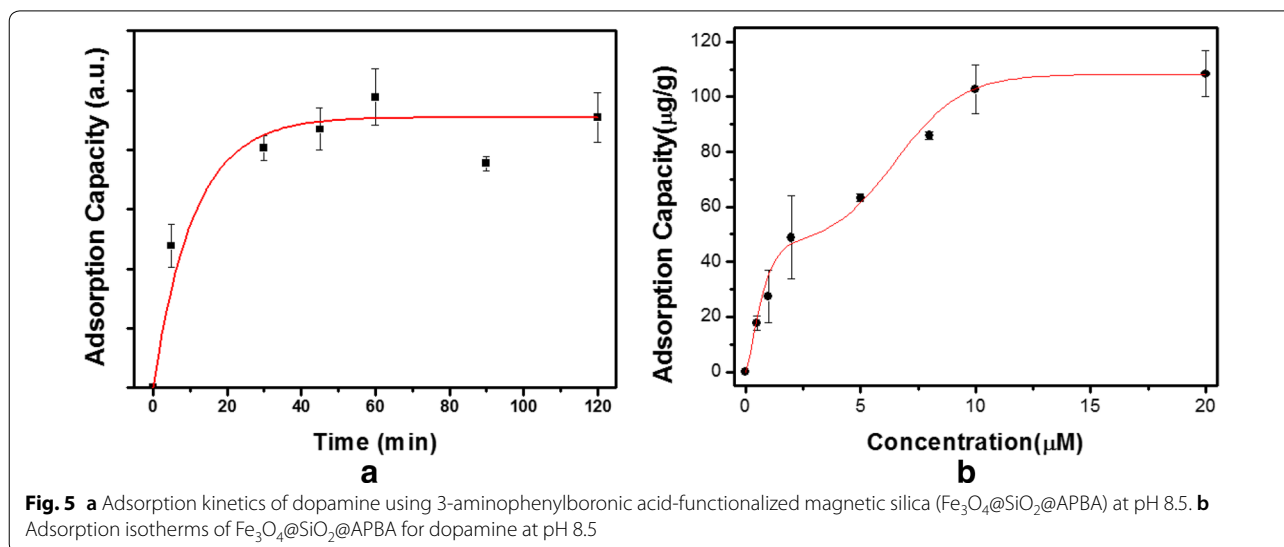 Adsorption Capacity (a.u.)
0 20 40 60 80 100 120
Time (min)
a
120
100
80
60
40
20
0
Adsorption Capacity(μg/g)
0 5 10 15 20
Concentration(μM)
b
Fig. 5 a Adsorption kinetics of dopamine using 3-aminophenylboronic acid-functionalized magnetic silica (Fe₃O₄@SiO₂@APBA) at pH 8.5. b
Adsorption isotherms of Fe₃O₄@SiO₂@APBA for dopamine at pH 8.5